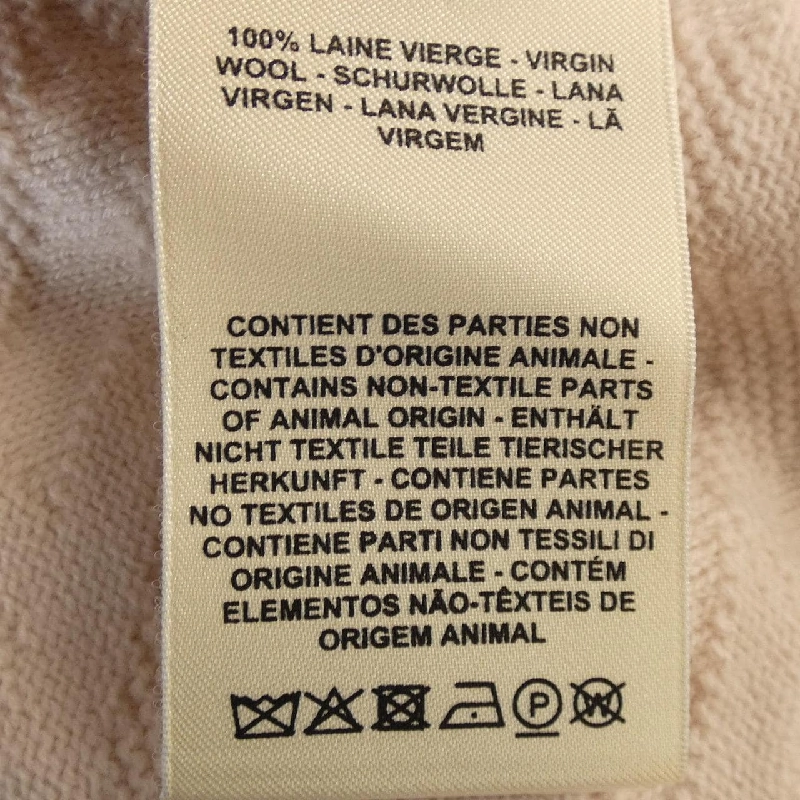 100% LAINE VIERGE - VIRGIN
WOOL - SCHURWOLLE - LANA
VIRGEN - LANA VERGINE - LÃ
VIRGEM
CONTIENT DES PARTIES NON
TEXTILES D'ORIGINE ANIMALE -
CONTAINS NON-TEXTILE PARTS
OF ANIMAL ORIGIN - ENTHÄLT
NICHT TEXTILE TEILE TIERISCHER
HERKUNFT - CONTIENE PARTES
NO TEXTILES DE ORIGEN ANIMAL -
CONTIENE PARTI NON TESSILI DI
ORIGINE ANIMALE - CONTÉM
ELEMENTOS NÃO-TÊXTEIS DE
ORIGEM ANIMAL
P W